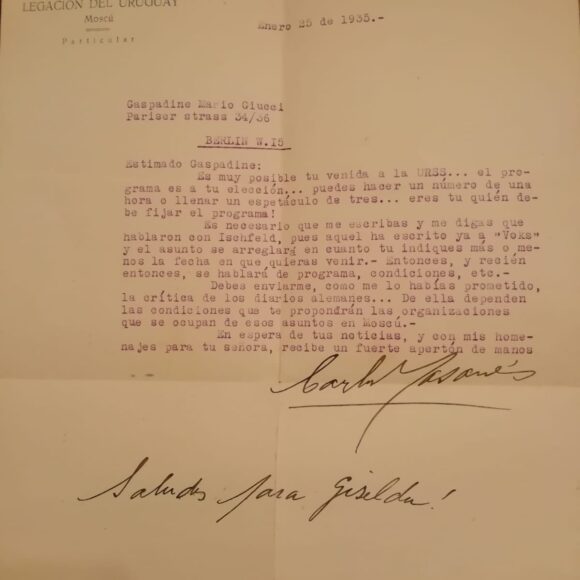 LEGACION DEL URUGUAY
Moscú
Particular
Enero 25 de 1935.-
Gaspadine Mario Giucci
Pariser strass 34/36
BERLIN W.I5
Estimado Gaspadine:
Es muy posible tu venida a la URSS... el pro-
grama es a tu elección... puedes hacer un número de una
hora o llenar un espetáculo de tres... eres tu quién de-
be fijar el programa!
Es necesario que me escribas y me digas que
hablaron con Ischfeld, pues aquel ha escrito ya a "Voks"
y el asunto se arreglará en cuanto tu indiques más o me-
nos la fecha en que quieras venir.- Entonces, y recién
entonces, se hablará de programa, condiciones, etc.-
Debes enviarme, como me lo habías prometido,
la crítica de los diarios alemanes... De ella dependen
las condiciones que te propondrán las organizaciones
que se ocupan de esos asuntos en Moscú.-
En espera de tus noticias, y con mis home-
najes para tu señora, recibe un fuerte apertón de manos
Saludos para Giselda!